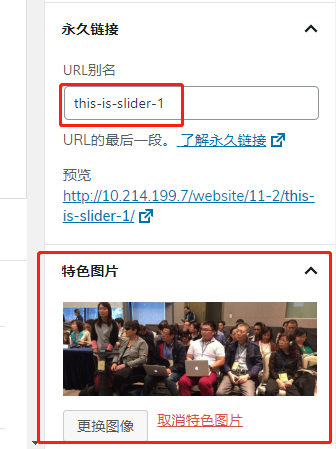 永久链接
URL别名
this-is-slider-1
URL的最后一段。 了解永久链接
预览
http://10.214.199.7/website/11-2/this-
is-slider-1/
特色图片
更换图像 取消特色图片